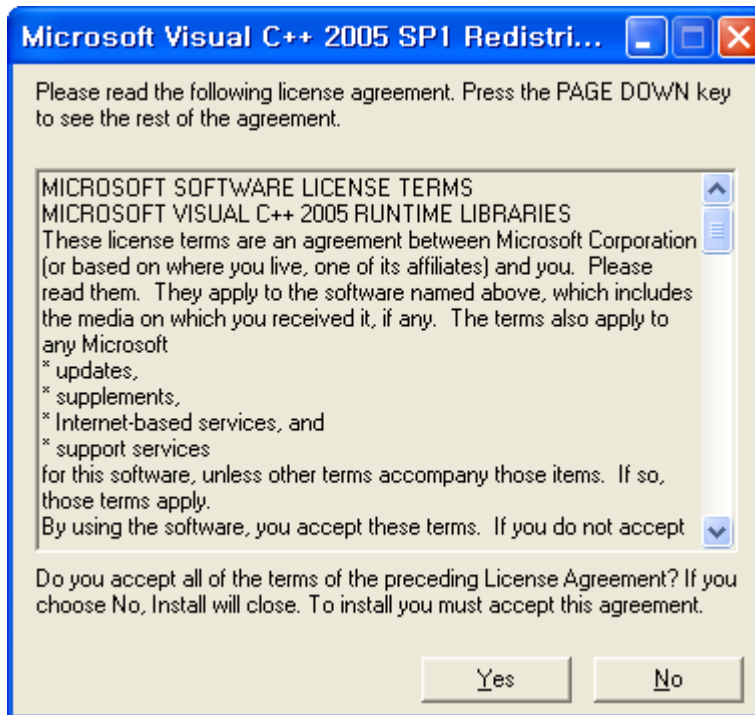 Microsoft Visual C++ 2005 SP1 Redistri...
Please read the following license agreement. Press the PAGE DOWN key
to see the rest of the agreement.
MICROSOFT SOFTWARE LICENSE TERMS
MICROSOFT VISUAL C++ 2005 RUNTIME LIBRARIES
These license terms are an agreement between Microsoft Corporation
(or based on where you live, one of its affiliates) and you.  Please
read them.  They apply to the software named above, which includes
the media on which you received it, if any.  The terms also apply to
any Microsoft
* updates,
* supplements,
* Internet-based services, and
* support services
for this software, unless other terms accompany those items.  If so,
those terms apply.
By using the software, you accept these terms.  If you do not accept
Do you accept all of the terms of the preceding License Agreement? If you
choose No, Install will close. To install you must accept this agreement.
Yes
No